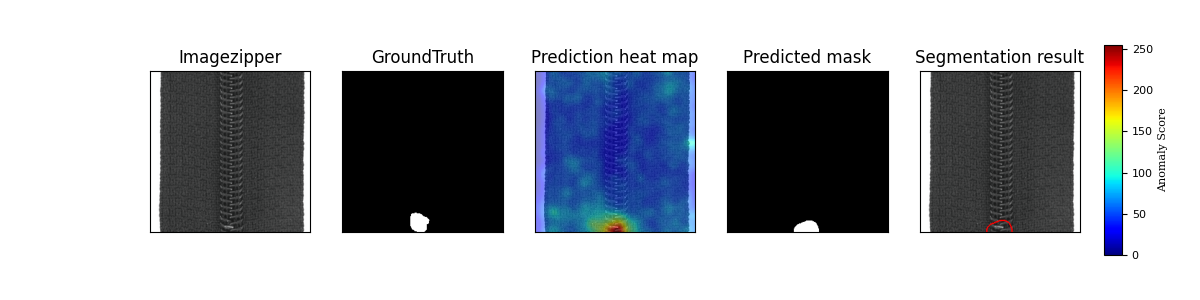 Imagezipper
GroundTruth
Prediction heat map
Predicted mask
Segmentation result
250
200
150
100
50
0
Anomaly Score